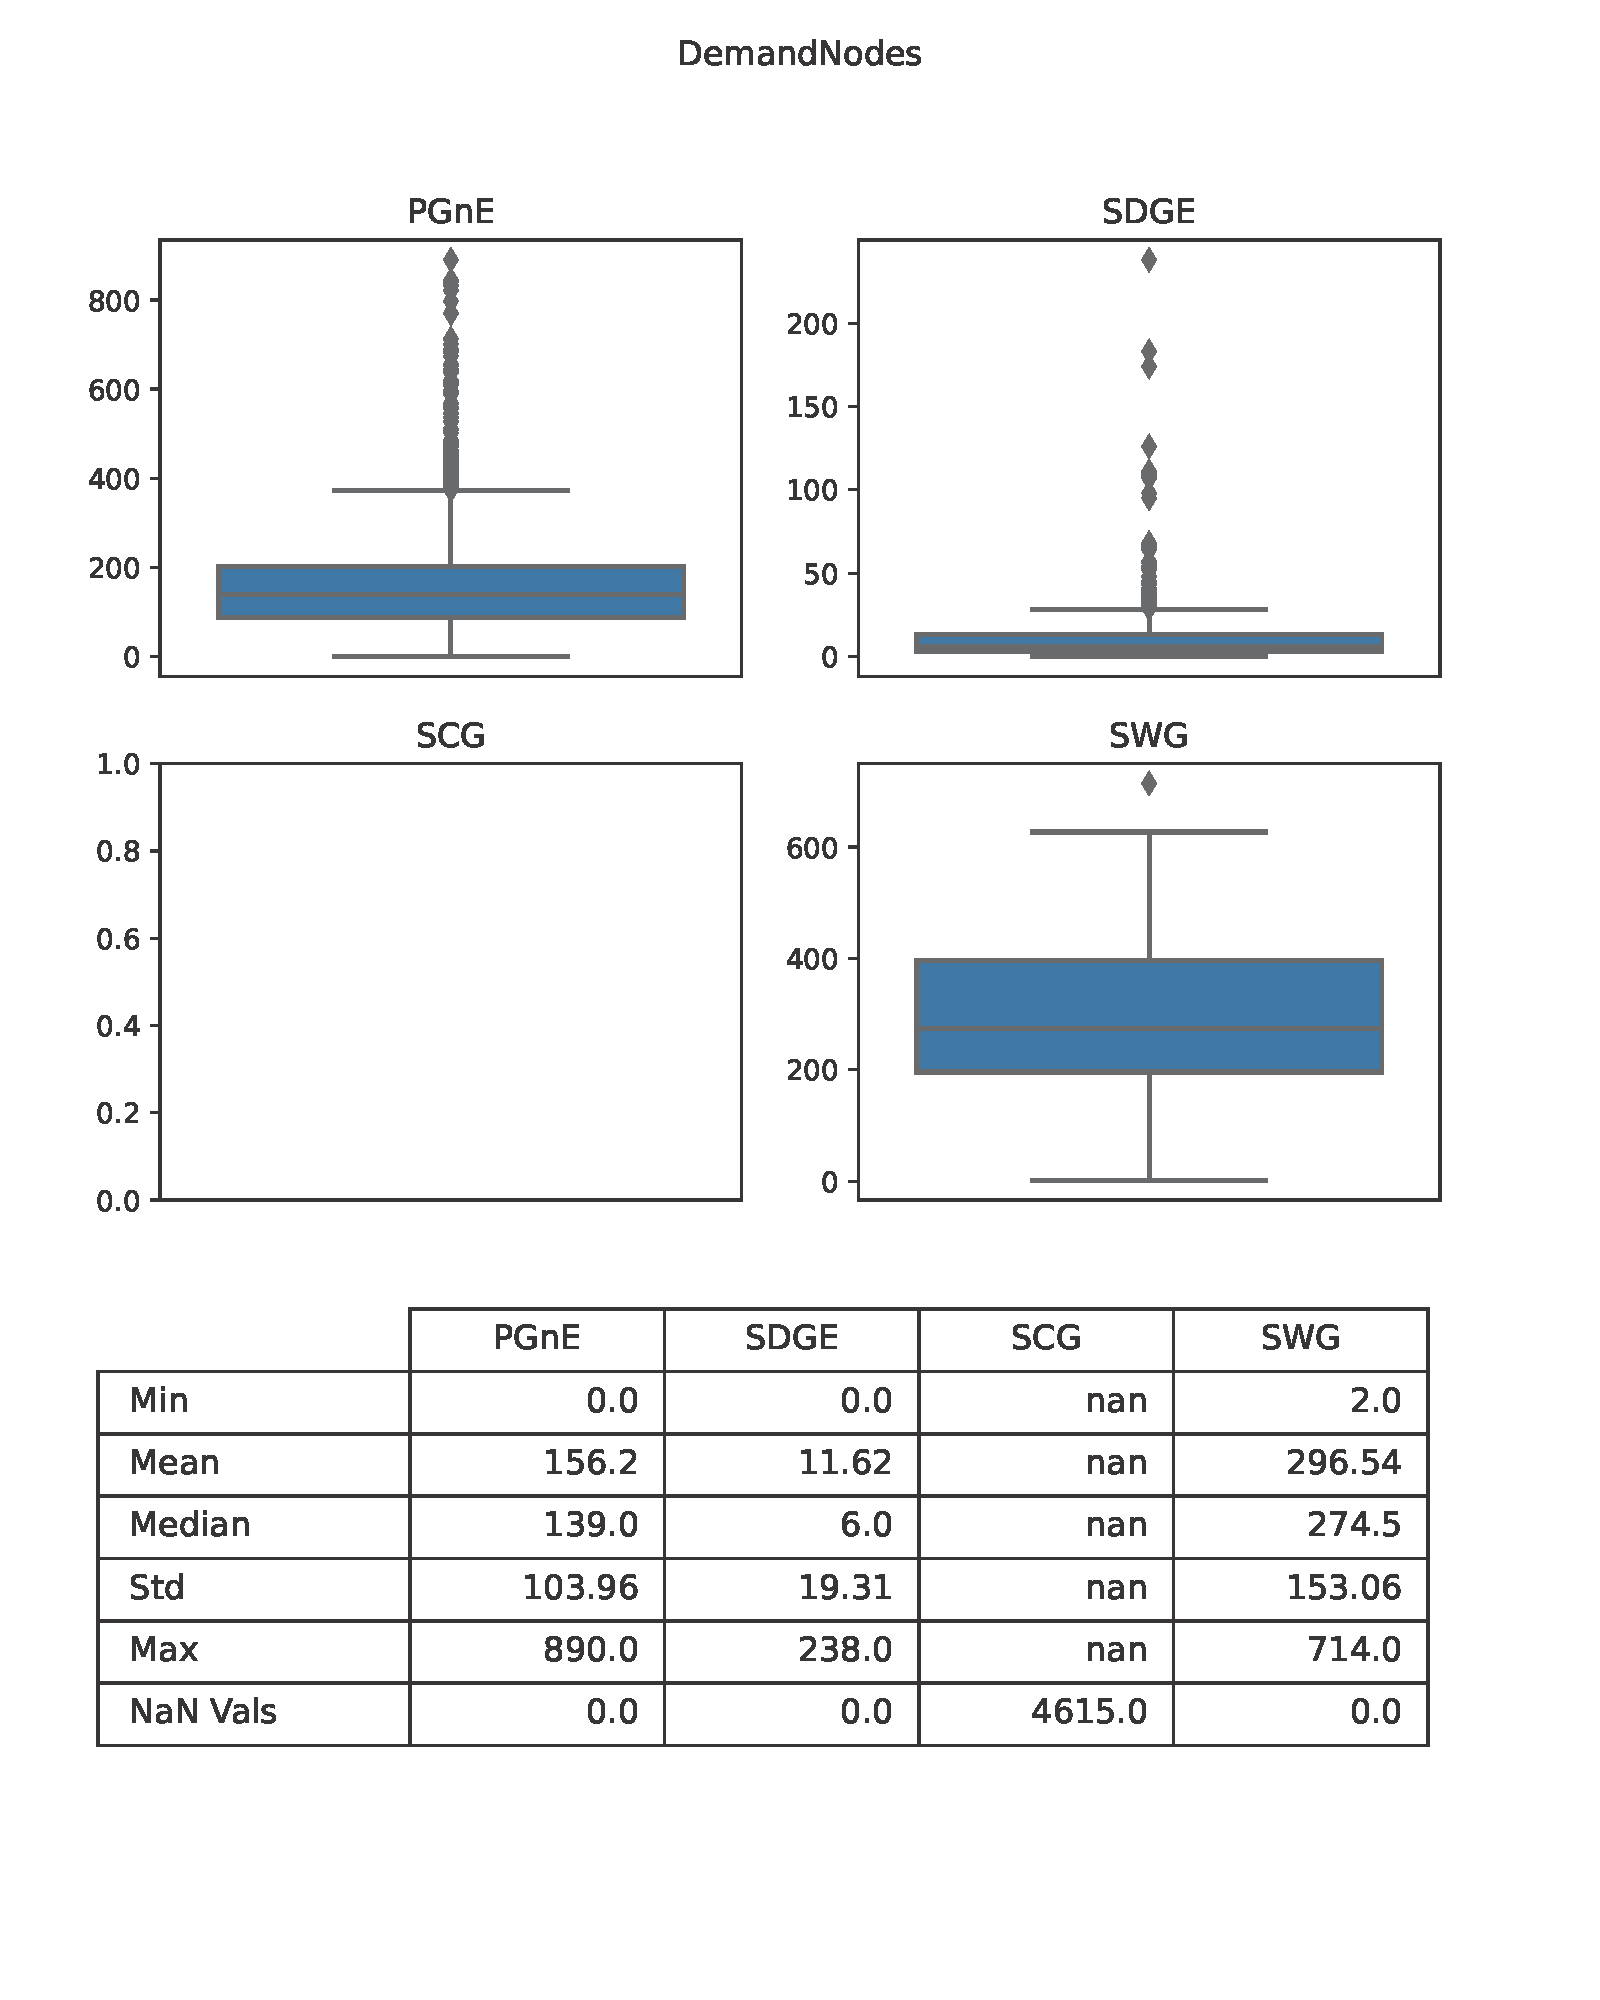 DemandNodes
PGnE
800
600
400
200
0
SDGE
200
150
100
50
0
SCG
1.0
0.8
0.6
0.4
0.2
0.0
SWG
600
400
200
0
PGnE SDGE SCG SWG
Min 0.0 0.0 nan 2.0
Mean 156.2 11.62 nan 296.54
Median 139.0 6.0 nan 274.5
Std 103.96 19.31 nan 153.06
Max 890.0 238.0 nan 714.0
NaN Vals 0.0 0.0 4615.0 0.0